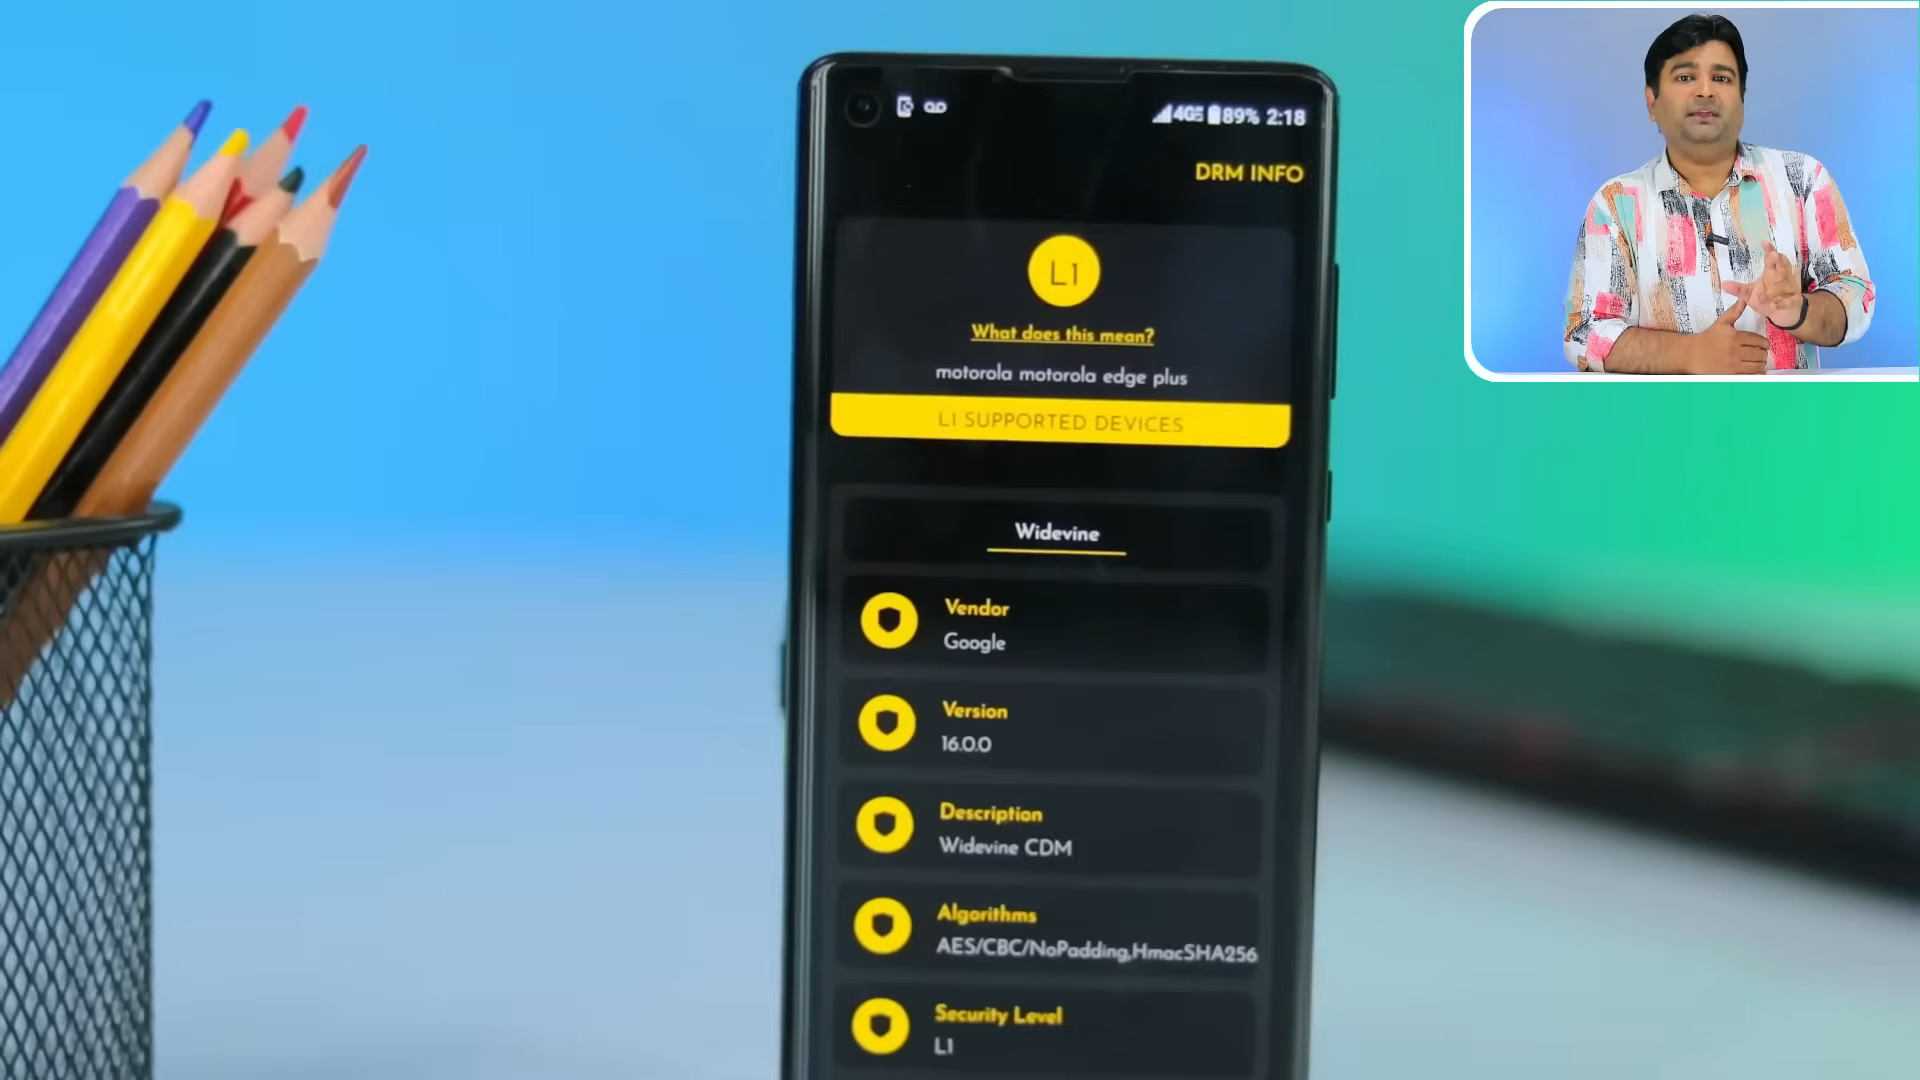 4G 89% 2:18
DRM INFO
L1
What does this mean?
motorola motorola edge plus
L1 SUPPORTED DEVICES
Widevine
Vendor
Google
Version
16.0.0
Description
Widevine CDM
Algorithms
AES/CBC/NoPadding,HmacSHA256
Security Level
L1